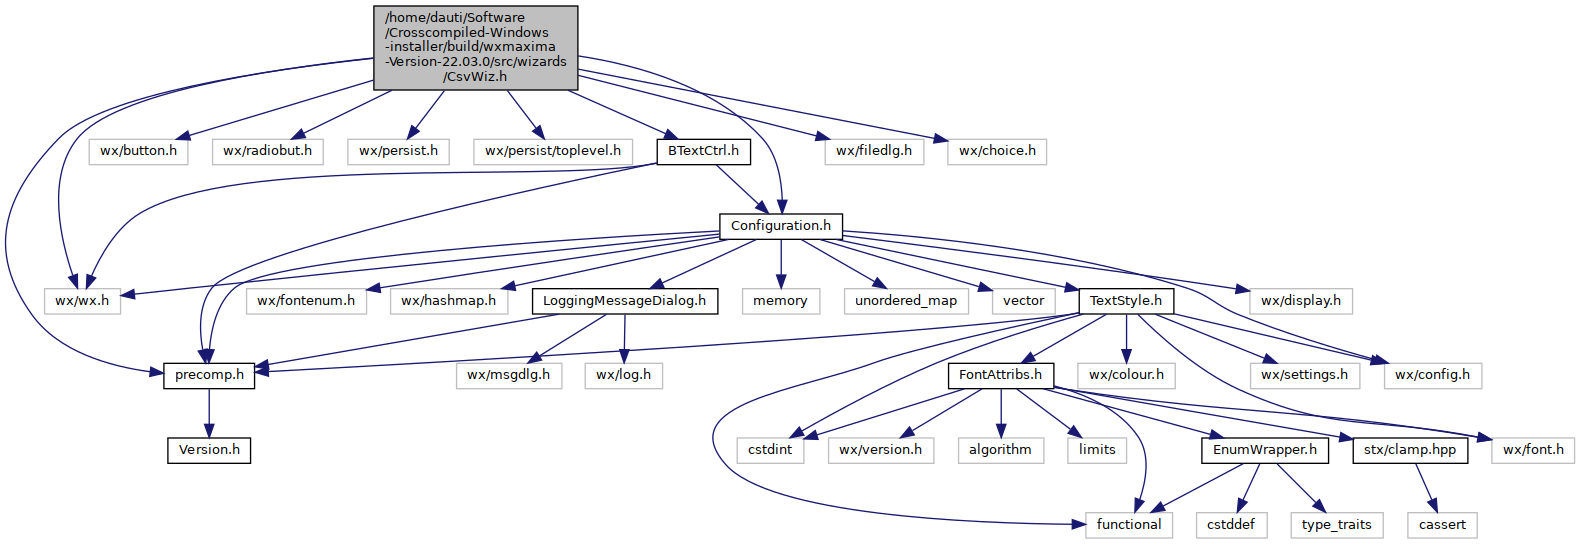 /home/dauti/Software
/Crosscompiled-Windows
-installer/build/wxmaxima
-Version-22.03.0/src/wizards
/CsvWiz.h
wx/button.h
wx/radiobut.h
wx/persist.h
wx/persist/toplevel.h
BTextCtrl.h
wx/filedlg.h
wx/choice.h
Configuration.h
wx/wx.h
wx/fontenum.h
wx/hashmap.h
LoggingMessageDialog.h
memory
unordered_map
vector
TextStyle.h
wx/display.h
precomp.h
wx/msgdlg.h
wx/log.h
FontAttribs.h
wx/colour.h
wx/settings.h
wx/config.h
Version.h
cstdint
wx/version.h
algorithm
limits
EnumWrapper.h
stx/clamp.hpp
wx/font.h
functional
cstddef
type_traits
cassert